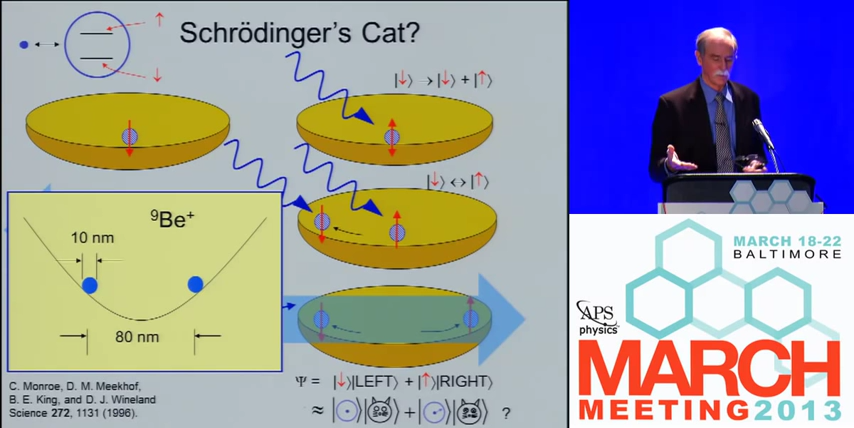 Schrödinger's Cat?
↑
↓
|↓⟩ → |↓⟩ + |↑⟩
|↓⟩ ↔ |↑⟩
⁹Be⁺
10 nm
80 nm
Ψ = |↓⟩|LEFT⟩ + |↑⟩|RIGHT⟩
≈ | ⟩| ⟩ + | ⟩| ⟩ ?
C. Monroe, D. M. Meekhof,
B. E. King, and D. J. Wineland
Science 272, 1131 (1996).
MARCH 18-22
BALTIMORE
APS
physics
MARCH
MEETING 2013